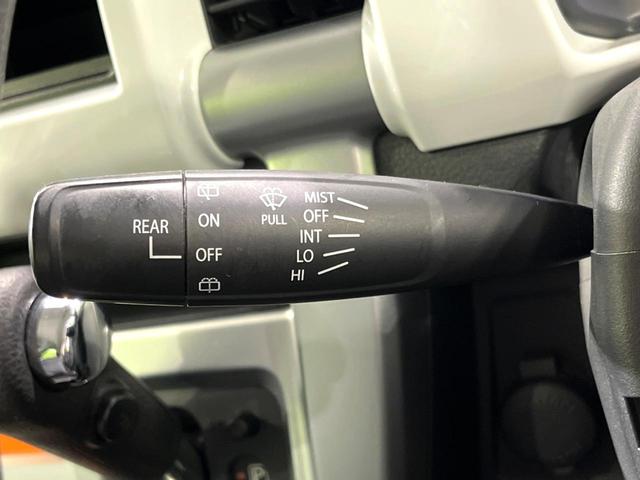 REAR
ON
OFF
PULL
MIST
OFF
INT
LO
HI
P